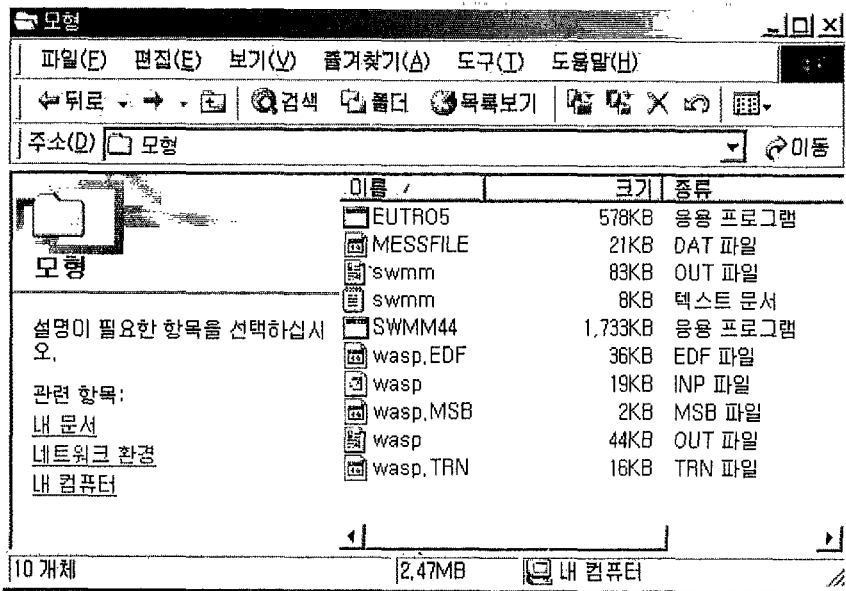 모형
파일(F) 편집(E) 보기(V) 즐겨찾기(A) 도구(T) 도움말(H)
뒤로 검색 폴더 목록보기
주소(D) 모형 이동
이름 크기 종류
EUTRO5 578KB 응용 프로그램
MESSFILE 21KB DAT 파일
swmm 83KB OUT 파일
swmm 8KB 텍스트 문서
SWMM44 1,733KB 응용 프로그램
wasp.EDF 36KB EDF 파일
wasp 19KB INP 파일
wasp.MSB 2KB MSB 파일
wasp 44KB OUT 파일
wasp.TRN 16KB TRN 파일
모형
설명이 필요한 항목을 선택하십시
오.
관련 항목:
내 문서
네트워크 환경
내 컴퓨터
10 개체 2.47MB 내 컴퓨터